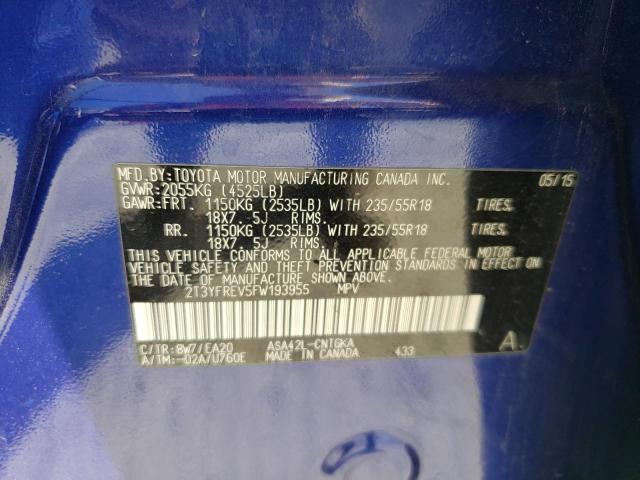 MFD.BY:TOYOTA MOTOR MANUFACTURING CANADA INC. 05/15
GVWR:2055KG (4525LB)
GAWR:FRT. 1150KG (2535LB) WITH 235/55R18 TIRES,
18X7. 5J RIMS.
RR. 1150KG (2535LB) WITH 235/55R18 TIRES,
18X7. 5J RIMS.
THIS VEHICLE CONFORMS TO ALL APPLICABLE FEDERAL MOTOR
VEHICLE SAFETY AND THEFT PREVENTION STANDARDS IN EFFECT ON
THE DATE OF MANUFACTURE SHOWN ABOVE.
2T3YFREV5FW193955 MPV
C/TR:8W7/EA20 ASA42L-CNTGKA A.
A/TM:-02A/U760E MADE IN CANADA 433